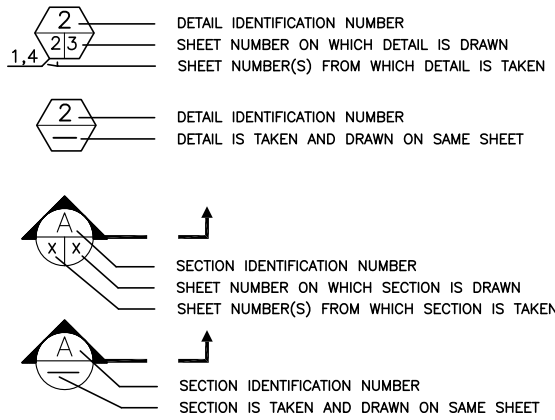 2 DETAIL IDENTIFICATION NUMBER
2 3 SHEET NUMBER ON WHICH DETAIL IS DRAWN
1,4 SHEET NUMBER(S) FROM WHICH DETAIL IS TAKEN
2 DETAIL IDENTIFICATION NUMBER
— DETAIL IS TAKEN AND DRAWN ON SAME SHEET
A
X X
SECTION IDENTIFICATION NUMBER
SHEET NUMBER ON WHICH SECTION IS DRAWN
SHEET NUMBER(S) FROM WHICH SECTION IS TAKEN
A
—
SECTION IDENTIFICATION NUMBER
SECTION IS TAKEN AND DRAWN ON SAME SHEET